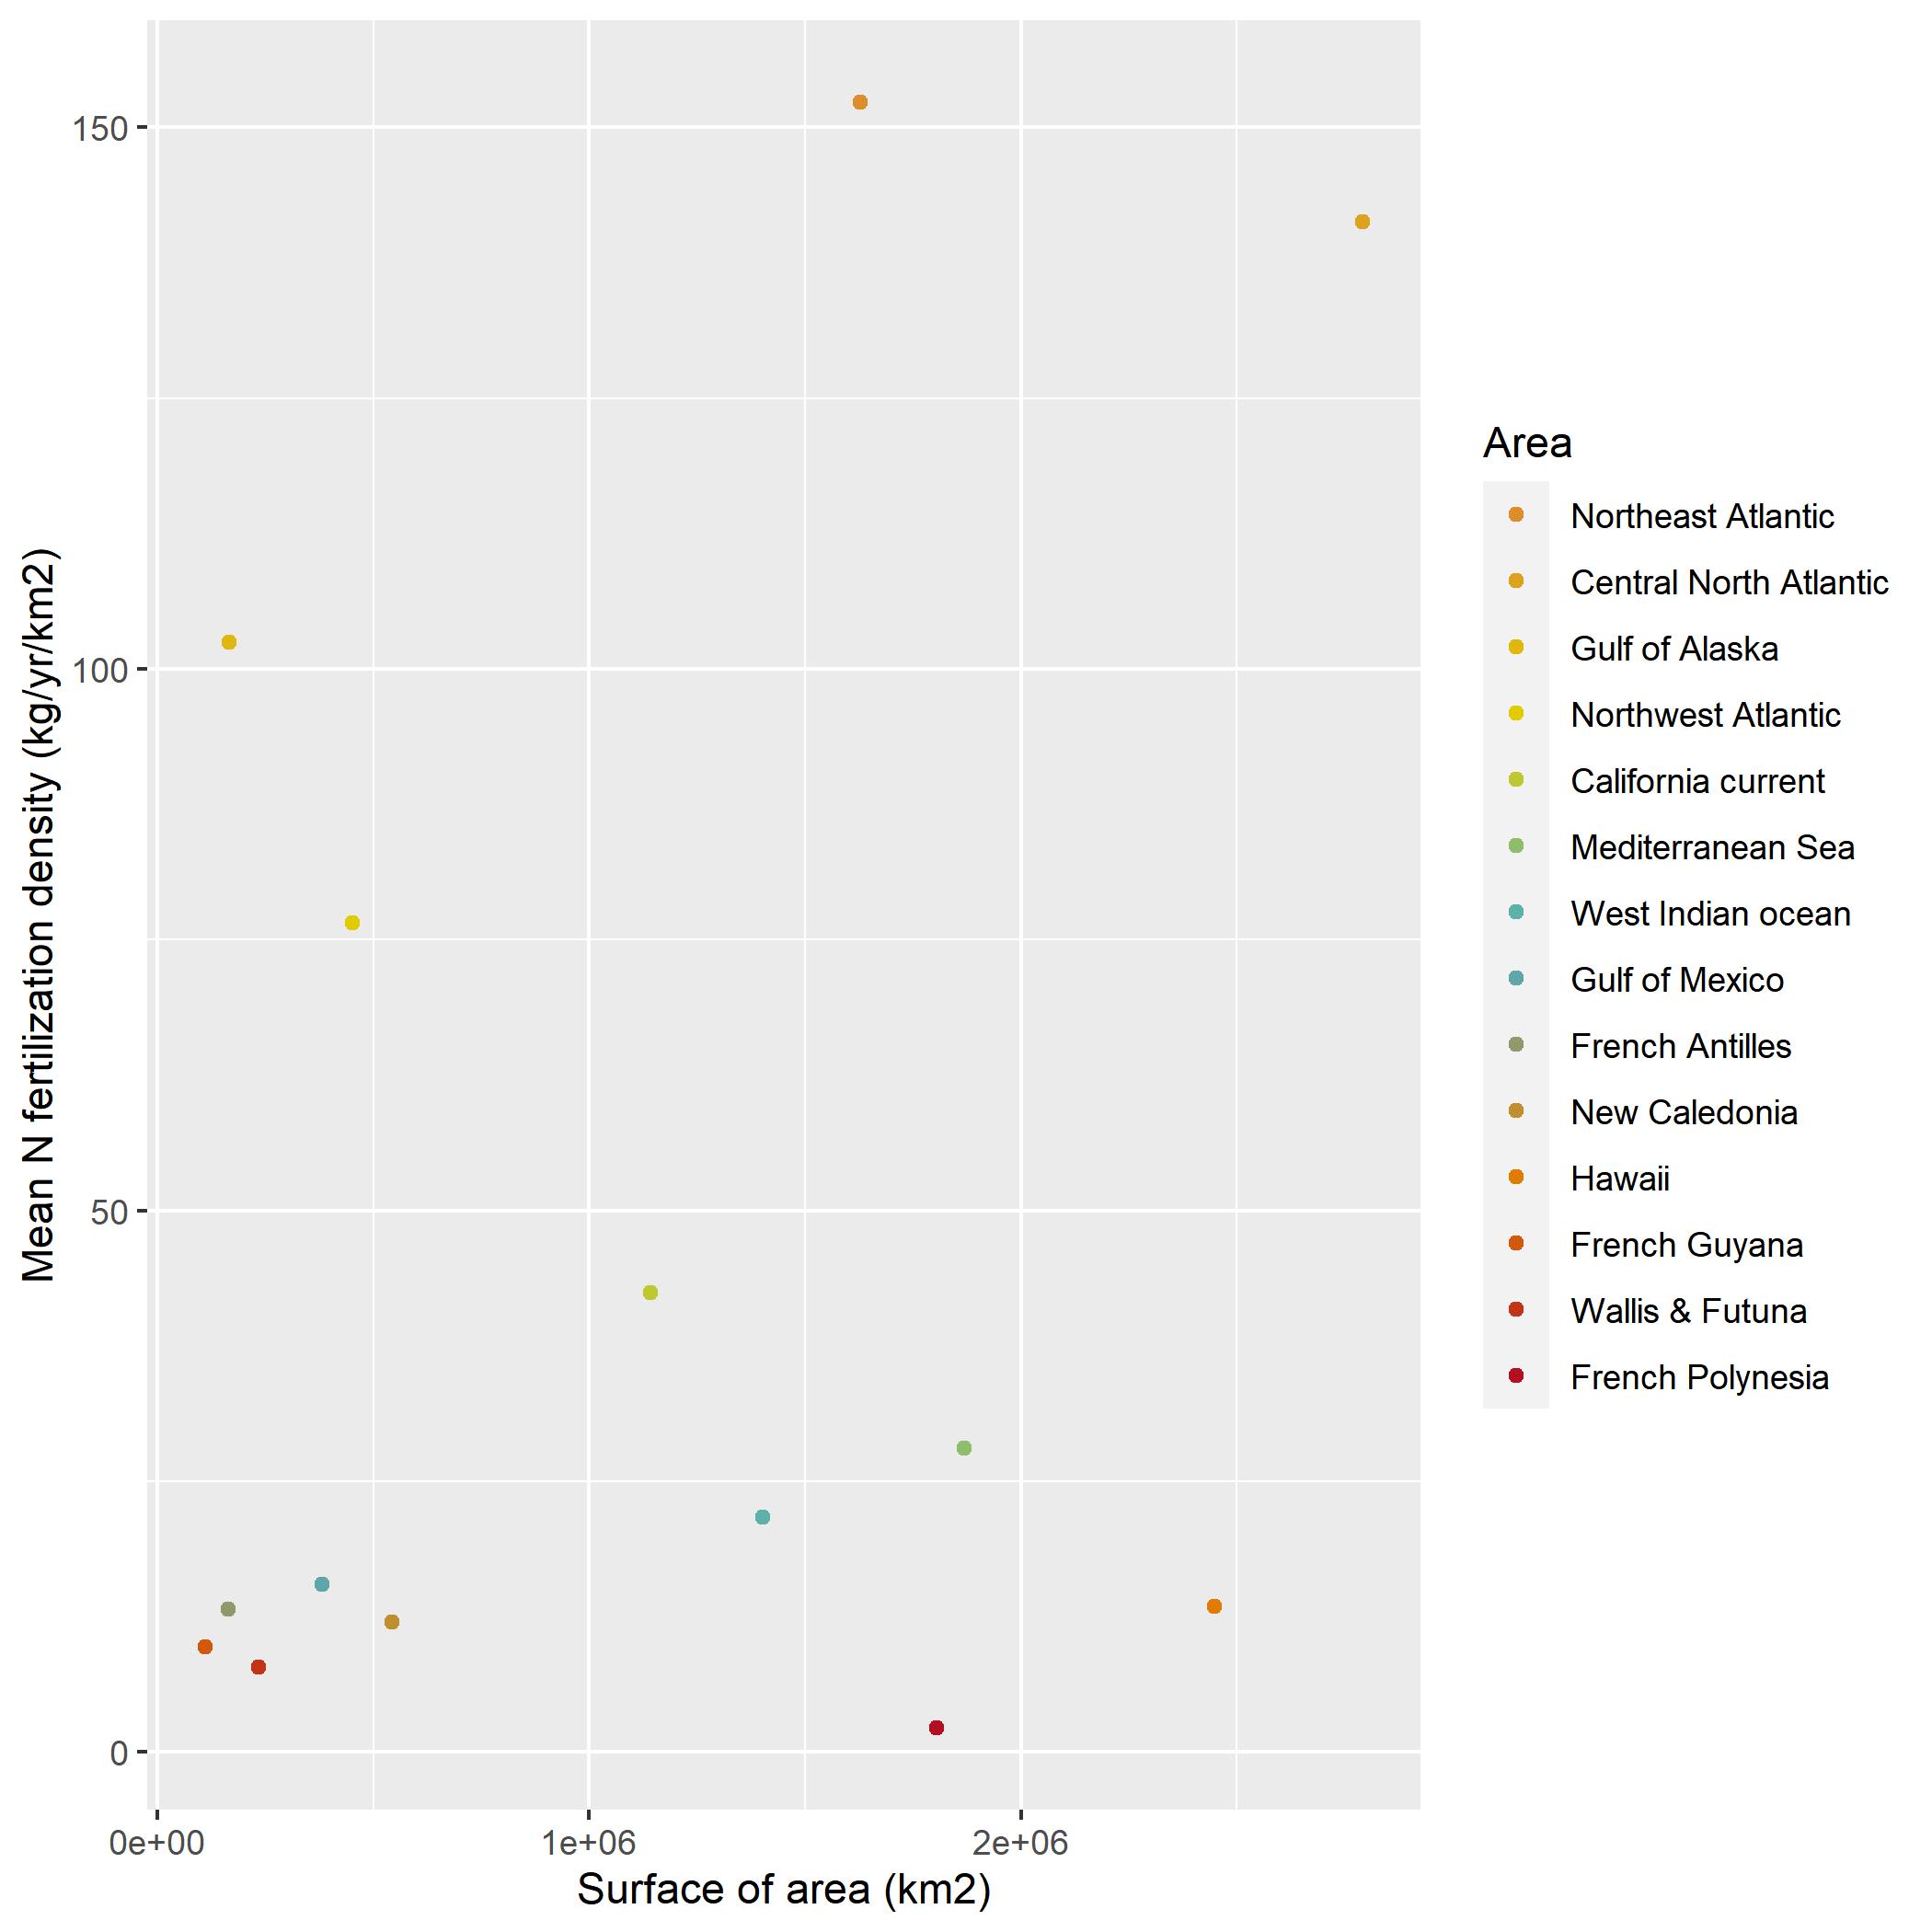 150
100
50
0
Mean N fertilization density (kg/yr/km2)
0e+00
1e+06
2e+06
Surface of area (km2)
Area
Northeast Atlantic
Central North Atlantic
Gulf of Alaska
Northwest Atlantic
California current
Mediterranean Sea
West Indian ocean
Gulf of Mexico
French Antilles
New Caledonia
Hawaii
French Guyana
Wallis & Futuna
French Polynesia